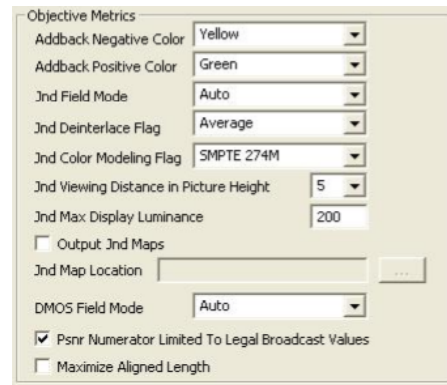 Objective Metrics
Addback Negative Color Yellow
Addback Positive Color Green
Jnd Field Mode Auto
Jnd Deinterlace Flag Average
Jnd Color Modeling Flag SMPTE 274M
Jnd Viewing Distance in Picture Height 5
Jnd Max Display Luminance 200
Output Jnd Maps
Jnd Map Location ...
DMOS Field Mode Auto
Psnr Numerator Limited To Legal Broadcast Values
Maximize Aligned Length